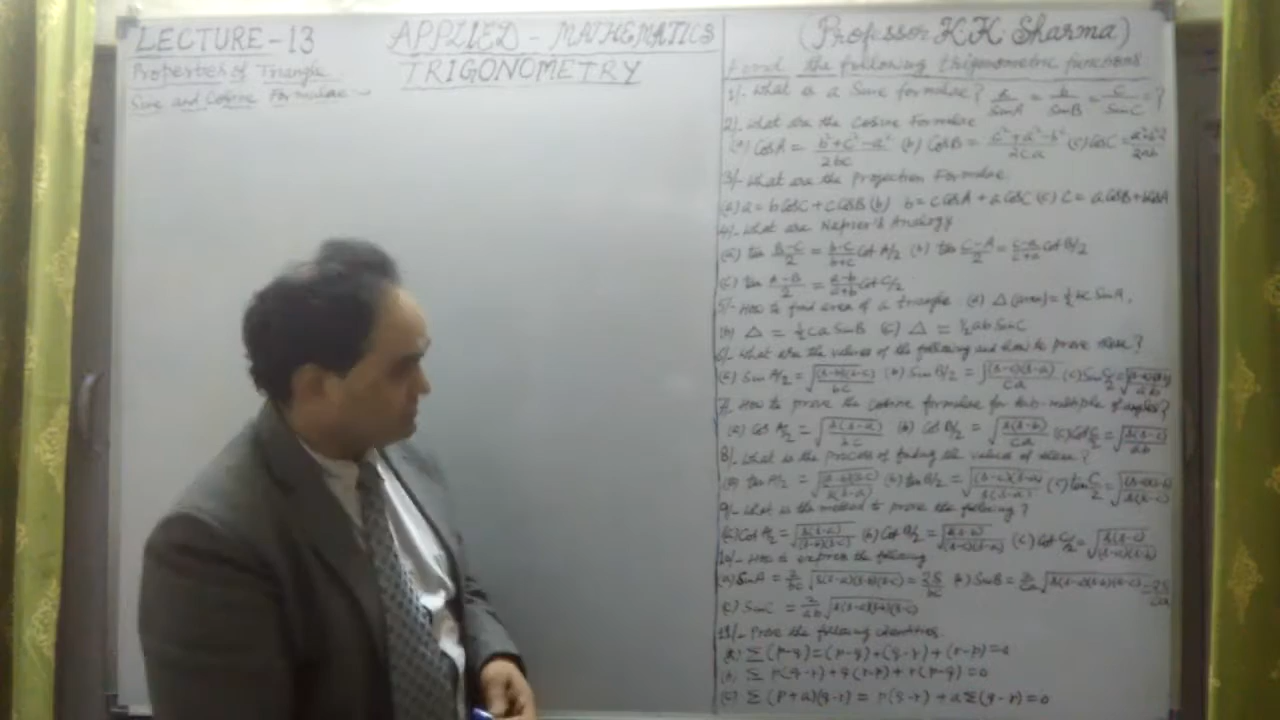 LECTURE-13
Properties of Triangle
Sine and Cosine Formulae -
APPLIED - MATHEMATICS
TRIGONOMETRY
(Professor K.K. Sharma)
the following trigonometric functions
1/- What is a Sine formulae? a/SinA = b/SinB = c/SinC = ?
2/- What are the Cosine Formulae
(a) CosA = b²+c²-a²/2bc (b) CosB = c²+a²-b²/2ca (c) CosC =
3/- What are the Projection Formulae
(a) a = b CosC + c CosB (b) b = c CosA + a CosC (c) c = a CosB + b CosA
4/- What are Napier's Analogy
(a) tan B-C/2 = b-c/b+c Cot A/2 (b) tan C-A/2 = c-a/c+a Cot B/2
(c) tan A-B/2 = a-b/a+b Cot C/2
5/- How to find area of a triangle (a) Δ (area) = ½ bc SinA,
(b) Δ = ½ ca SinB (c) Δ = ½ ab SinC
6/- What are the values of the following and how to prove these?
(a) Sin A/2 = √(s-b)(s-c)/bc (b) Sin B/2 = √(s-c)(s-a)/ca (c) Sin C/2 = √(s-a)(s-b)/ab
7/- How to prove the Cosine formulae for sub-multiple of angles?
(a) Cos A/2 = √s(s-a)/bc (b) Cos B/2 = √s(s-b)/ca (c) Cos C/2 = √s(s-c)/ab
8/- What is the process of finding the values of these?
(a) tan A/2 = √(s-b)(s-c)/s(s-a) (b) tan B/2 = √(s-c)(s-a) (c) tan C/2 =
9/- What is the method to prove the following?
(a) Cot A/2 = √s(s-a)/(s-b)(s-c) (b) Cot B/2 = √s(s-b)/(s-c)(s-a) (c) Cot C/2 = √s(s-c)/(s-a)(s-b)
10/- How to express the following
(a) SinA = 2/bc √s(s-a)(s-b)(s-c) = 2S/bc (b) SinB = 2/ca √s(s-a)(s-b)(s-c) = 2S/ca
(c) SinC = 2/ab √s(s-a)(s-b)(s-c)
11/- Prove the following identities
(a) Σ (p-q) = (p-q) + (q-r) + (r-p) = 0
(b) Σ p(q-r) + q(r-p) + r(p-q) = 0
(c) Σ (p+a)(q-r) = p(q-r) + a Σ(q-r) = 0